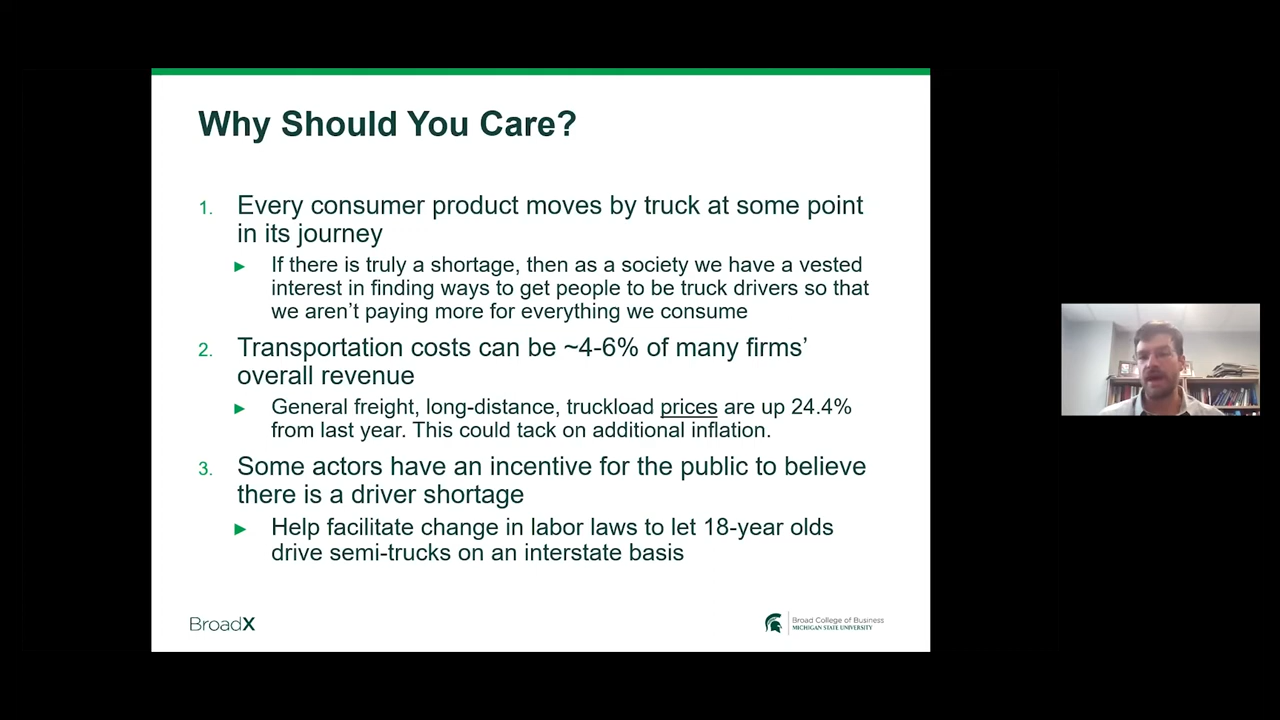 Why Should You Care?
1. Every consumer product moves by truck at some point
in its journey
► If there is truly a shortage, then as a society we have a vested
interest in finding ways to get people to be truck drivers so that
we aren’t paying more for everything we consume
2. Transportation costs can be ~4-6% of many firms’
overall revenue
► General freight, long-distance, truckload prices are up 24.4%
from last year. This could tack on additional inflation.
3. Some actors have an incentive for the public to believe
there is a driver shortage
► Help facilitate change in labor laws to let 18-year olds
drive semi-trucks on an interstate basis
BroadX
Broad College of Business
MICHIGAN STATE UNIVERSITY